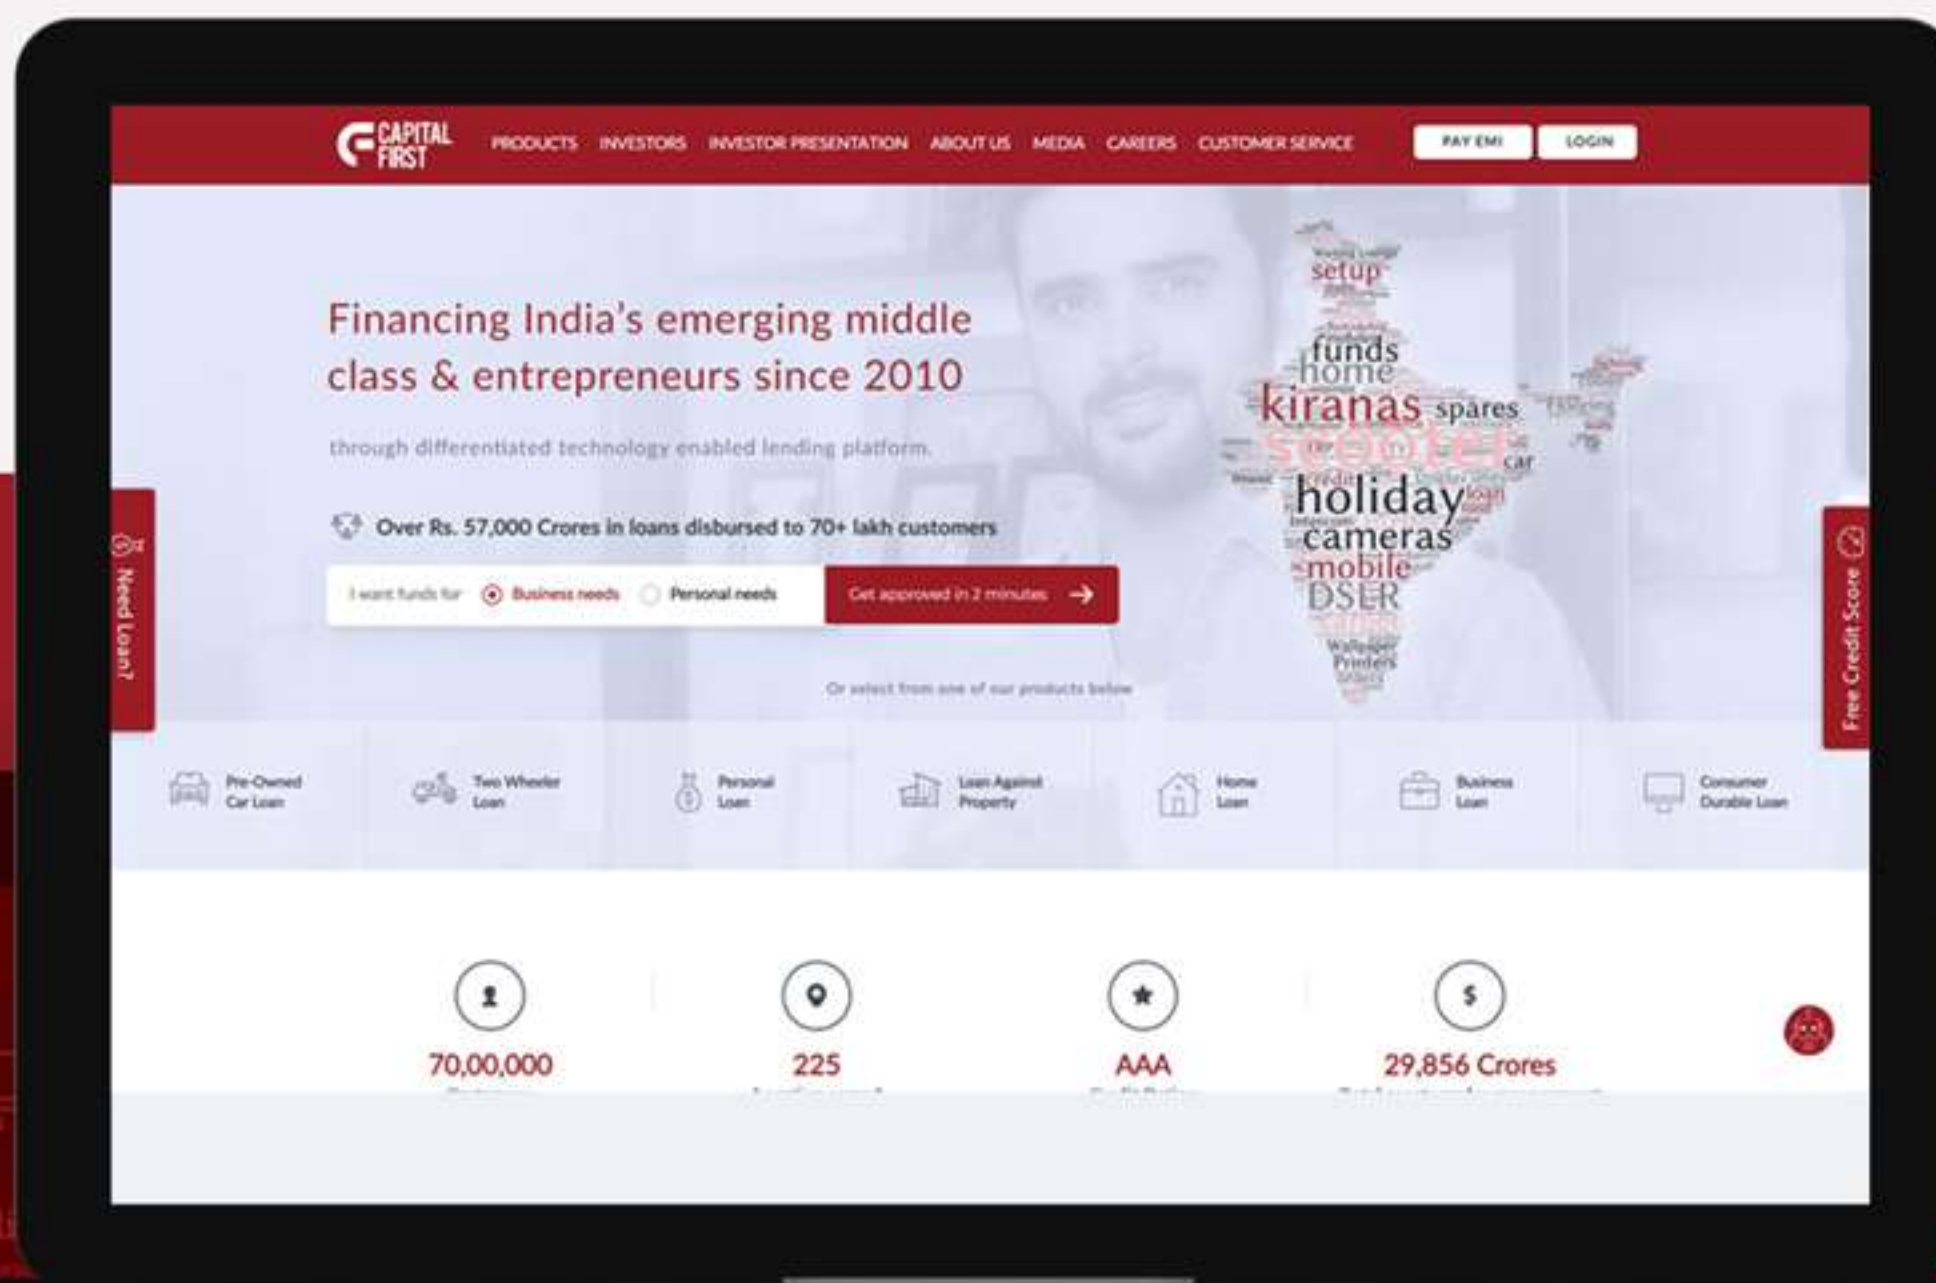 CAPITAL
FIRST
PRODUCTS INVESTORS INVESTOR PRESENTATION ABOUT US MEDIA CAREERS CUSTOMER SERVICE PAY EMI LOGIN
Financing India's emerging middle
class & entrepreneurs since 2010
through differentiated technology enabled lending platform.
Over Rs. 57,000 Crores in loans disbursed to 70+ lakh customers
I want funds for Business needs Personal needs Get approved in 2 minutes
Or select from one of our products below
setup
funds
home
kiranas spares
scooter
car
credit
holiday loan
cameras
mobile
DSLR
Wallpaper
Printers
Need Loan?
Free Credit Score
Pre-Owned
Car Loan
Two Wheeler
Loan
Personal
Loan
Loan Against
Property
Home
Loan
Business
Loan
Consumer
Durable Loan
70,00,000 225 AAA 29,856 Crores